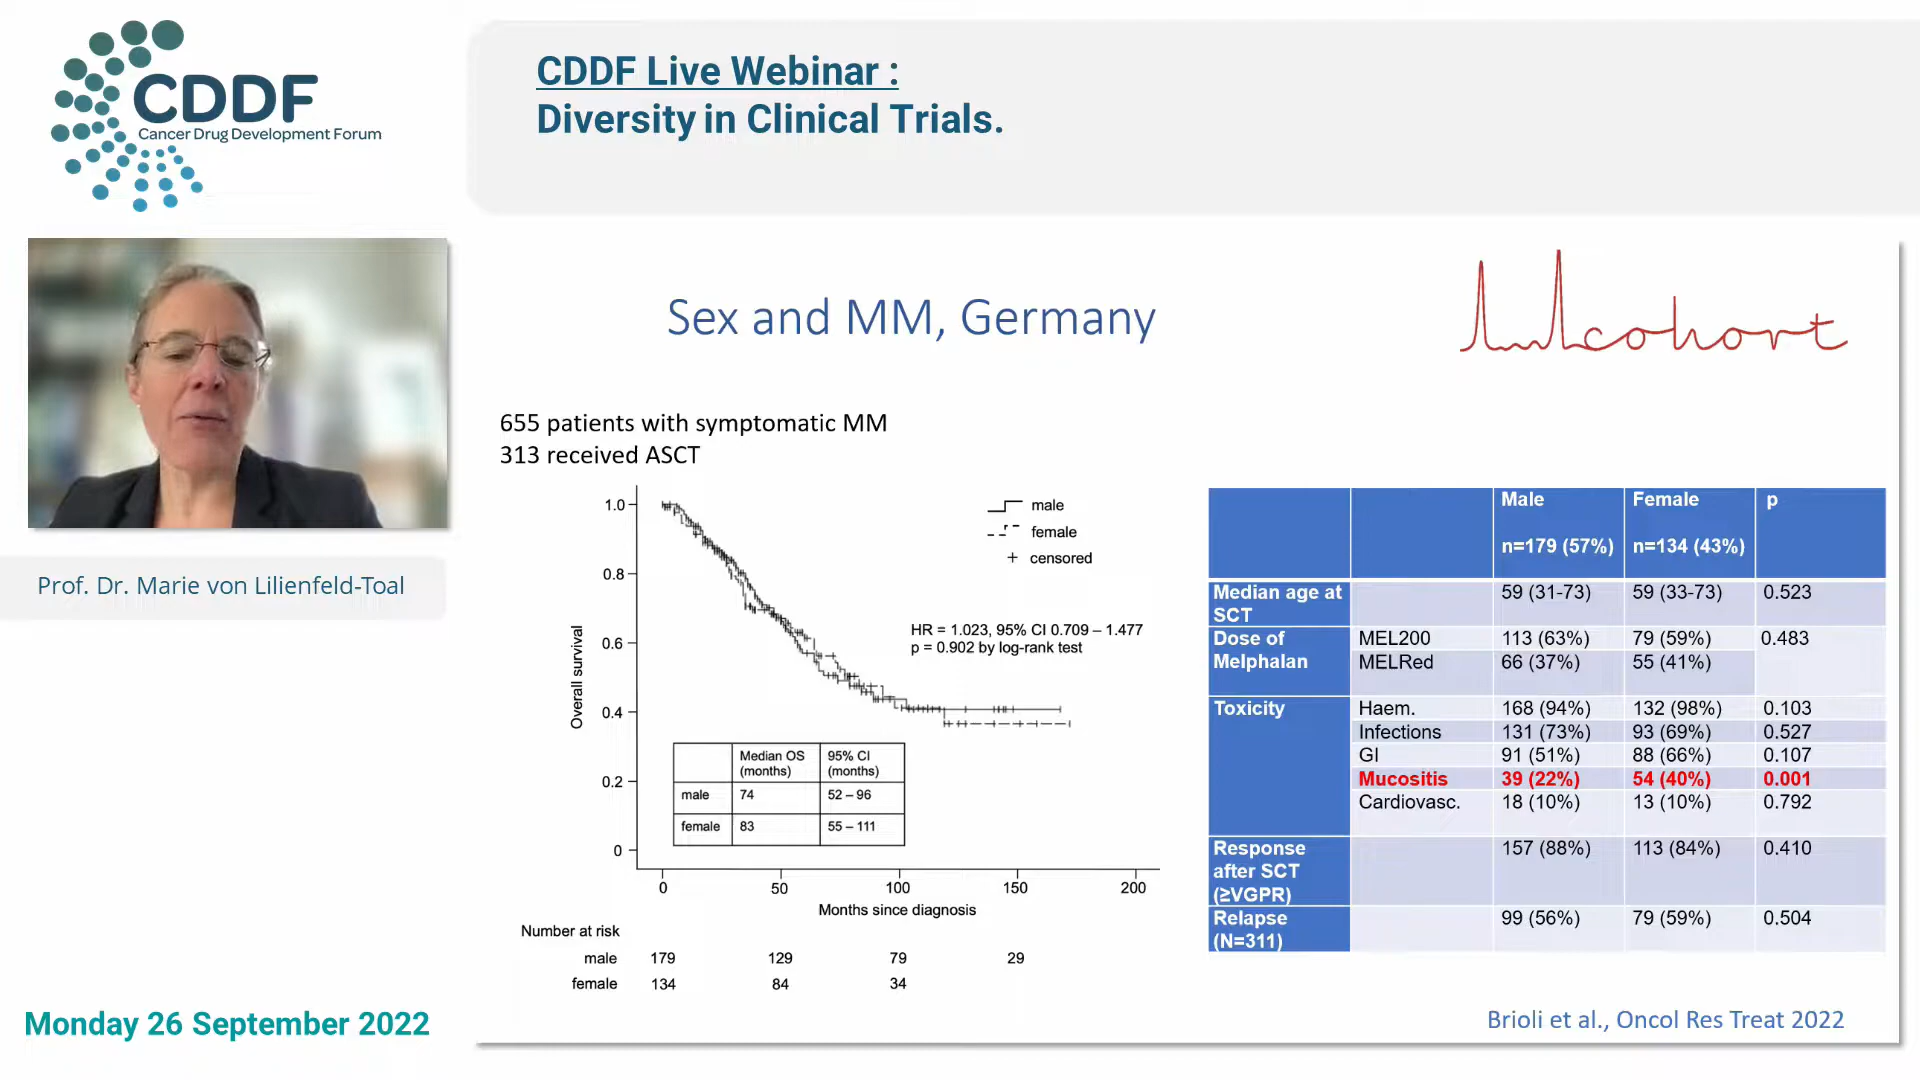 CDDF
Cancer Drug Development Forum
CDDF Live Webinar :
Diversity in Clinical Trials.
Prof. Dr. Marie von Lilienfeld-Toal
Monday 26 September 2022
Sex and MM, Germany
cohort
655 patients with symptomatic MM
313 received ASCT
Overall survival
1.0
0.8
0.6
0.4
0.2
0
male
female
censored
HR = 1.023, 95% CI 0.709 – 1.477
p = 0.902 by log-rank test
Median OS (months) 95% CI (months)
male 74 52 – 96
female 83 55 – 111
0 50 100 150 200
Months since diagnosis
Number at risk
male 179 129 79 29
female 134 84 34
Male Female p
n=179 (57%) n=134 (43%)
Median age at SCT 59 (31-73) 59 (33-73) 0.523
Dose of Melphalan MEL200 113 (63%) 79 (59%) 0.483
MELRed 66 (37%) 55 (41%)
Toxicity Haem. 168 (94%) 132 (98%) 0.103
Infections 131 (73%) 93 (69%) 0.527
GI 91 (51%) 88 (66%) 0.107
Mucositis 39 (22%) 54 (40%) 0.001
Cardiovasc. 18 (10%) 13 (10%) 0.792
Response after SCT (≥VGPR) 157 (88%) 113 (84%) 0.410
Relapse (N=311) 99 (56%) 79 (59%) 0.504
Brioli et al., Oncol Res Treat 2022